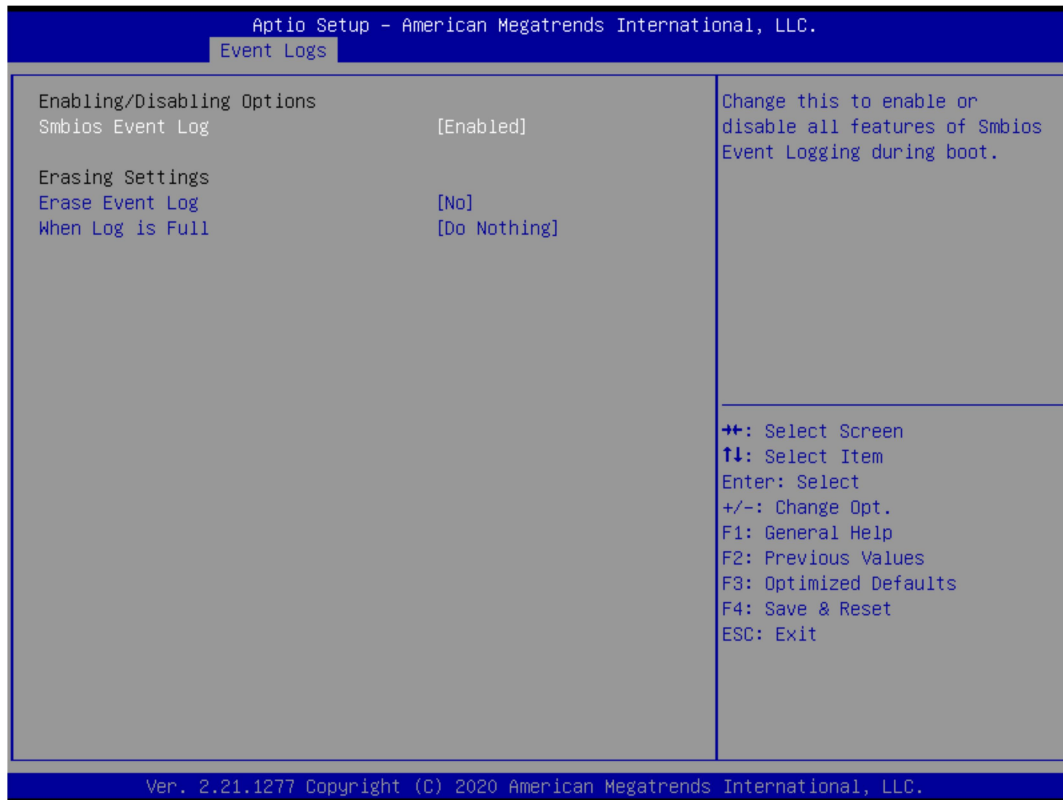 Aptio Setup – American Megatrends International, LLC.
Event Logs
Enabling/Disabling Options
Smbios Event Log [Enabled]
Erasing Settings
Erase Event Log [No]
When Log is Full [Do Nothing]
Change this to enable or
disable all features of Smbios
Event Logging during boot.
→←: Select Screen
↑↓: Select Item
Enter: Select
+/-: Change Opt.
F1: General Help
F2: Previous Values
F3: Optimized Defaults
F4: Save & Reset
ESC: Exit
Ver. 2.21.1277 Copyright (C) 2020 American Megatrends International, LLC.